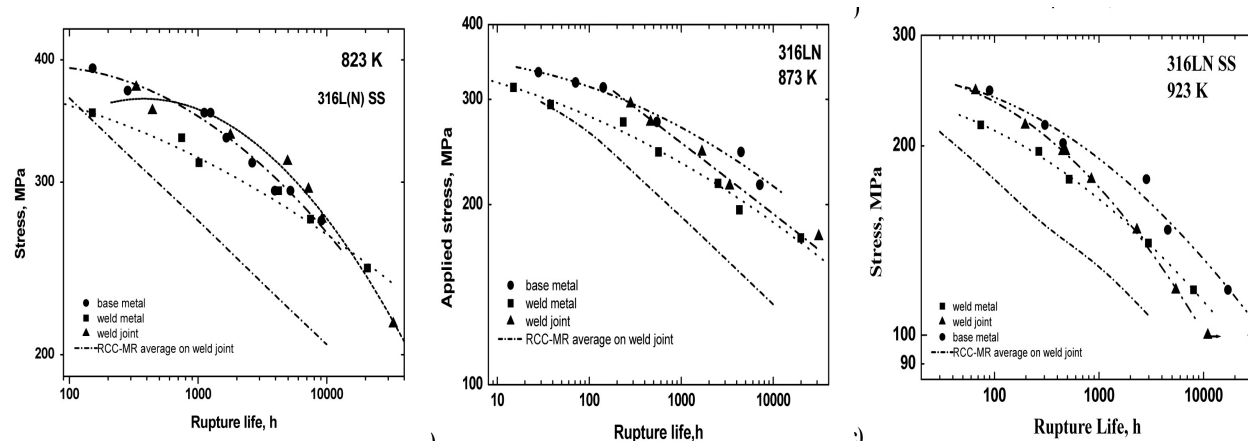 )
400
300
200
823 K
316L(N) SS
Stress, MPa
base metal
weld metal
weld joint
RCC-MR average on weld joint
100
1000
10000
Rupture life, h
)
400
300
200
100
316LN
873 K
Applied stress, MPa
base metal
weld metal
weld joint
RCC-MR average on weld joint
10
100
1000
10000
Rupture life,h
c)
300
200
100
90
316LN SS
923 K
Stress, MPa
weld metal
weld joint
base metal
RCC-MR average on weld joint
100
1000
10000
Rupture Life, h